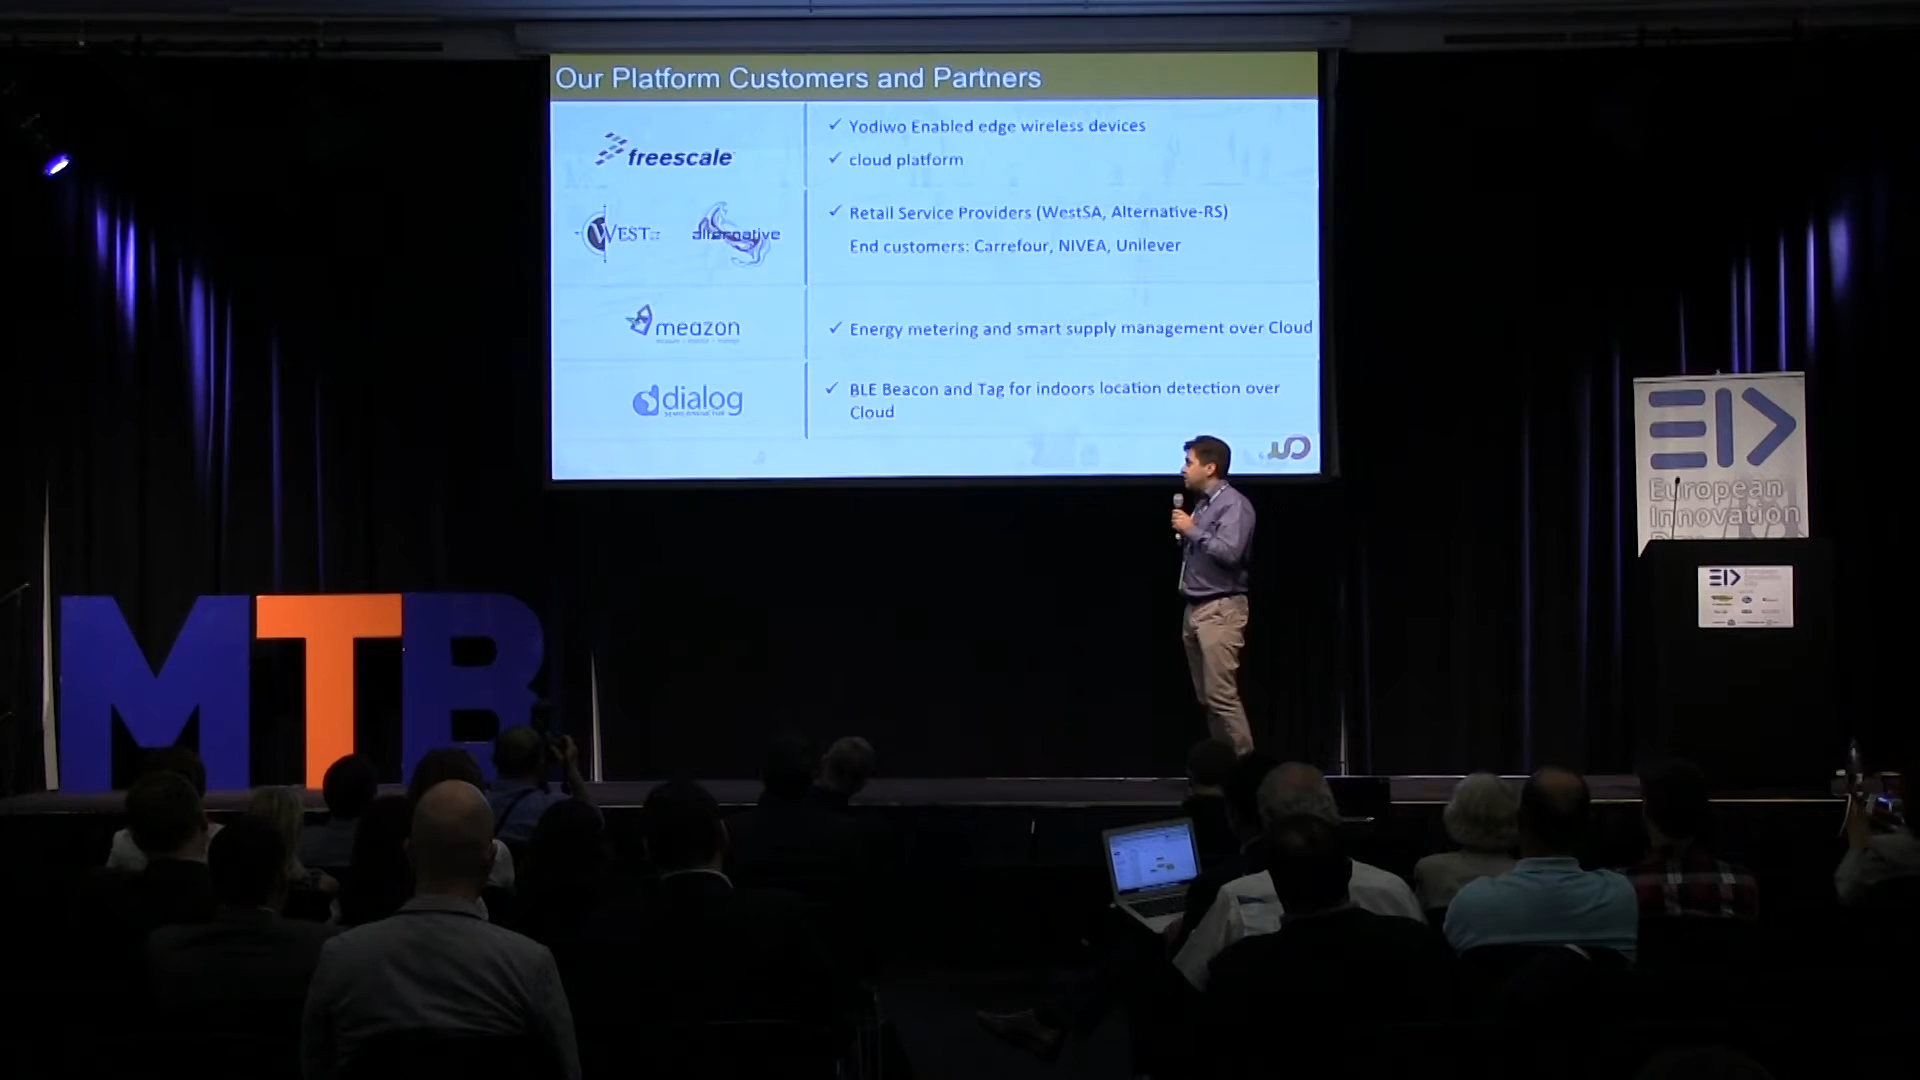 Our Platform Customers and Partners
freescale
✓ Yodiwo Enabled edge wireless devices
✓ cloud platform
WEST
alternative
✓ Retail Service Providers (WestSA, Alternative-RS)
End customers: Carrefour, NIVEA, Unilever
meazon
✓ Energy metering and smart supply management over Cloud
dialog
SEMICONDUCTOR
✓ BLE Beacon and Tag for indoors location detection over
Cloud
European
Innovation
MTB